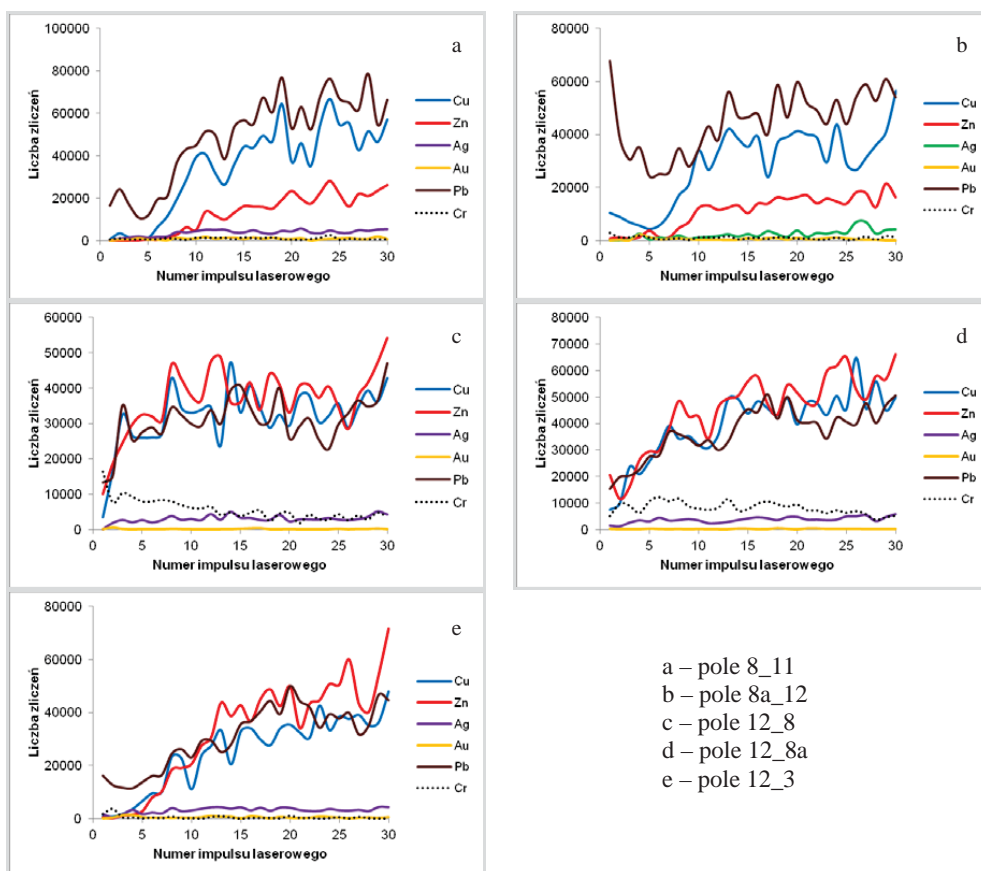 a
Liczba zliczeń
100000
80000
60000
40000
20000
0
0 5 10 15 20 25 30
Numer impulsu laserowego
Cu
Zn
Ag
Au
Pb
Cr
b
Liczba zliczeń
80000
60000
40000
20000
0
0 5 10 15 20 25 30
Numer impulsu laserowego
Cu
Zn
Ag
Au
Pb
Cr
c
Liczba zliczeń
60000
50000
40000
30000
20000
10000
0
0 5 10 15 20 25 30
Numer impulsu laserowego
Cu
Zn
Ag
Au
Pb
Cr
d
Liczba zliczeń
80000
70000
60000
50000
40000
30000
20000
10000
0
0 5 10 15 20 25 30
Numer impulsu laserowego
Cu
Zn
Ag
Au
Pb
Cr
e
Liczba zliczeń
80000
60000
40000
20000
0
0 5 10 15 20 25 30
Numer impulsu laserowego
Cu
Zn
Ag
Au
Pb
Cr
a – pole 8_11
b – pole 8a_12
c – pole 12_8
d – pole 12_8a
e – pole 12_3